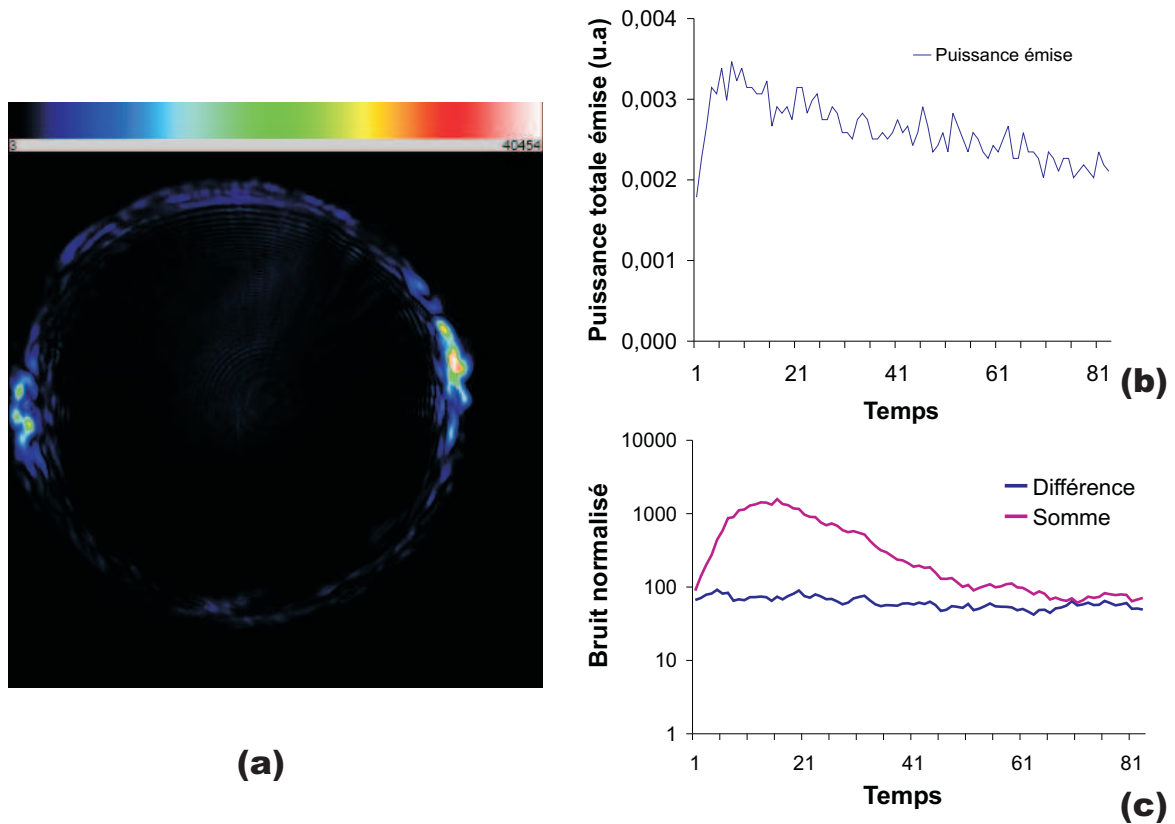 3 40454
(a)
Puissance totale émise (u.a)
0,004
0,003
0,002
0,001
0,000
Puissance émise
1 21 41 61 81
Temps
(b)
Bruit normalisé
10000
1000
100
10
1
Différence
Somme
1 21 41 61 81
Temps
(c)